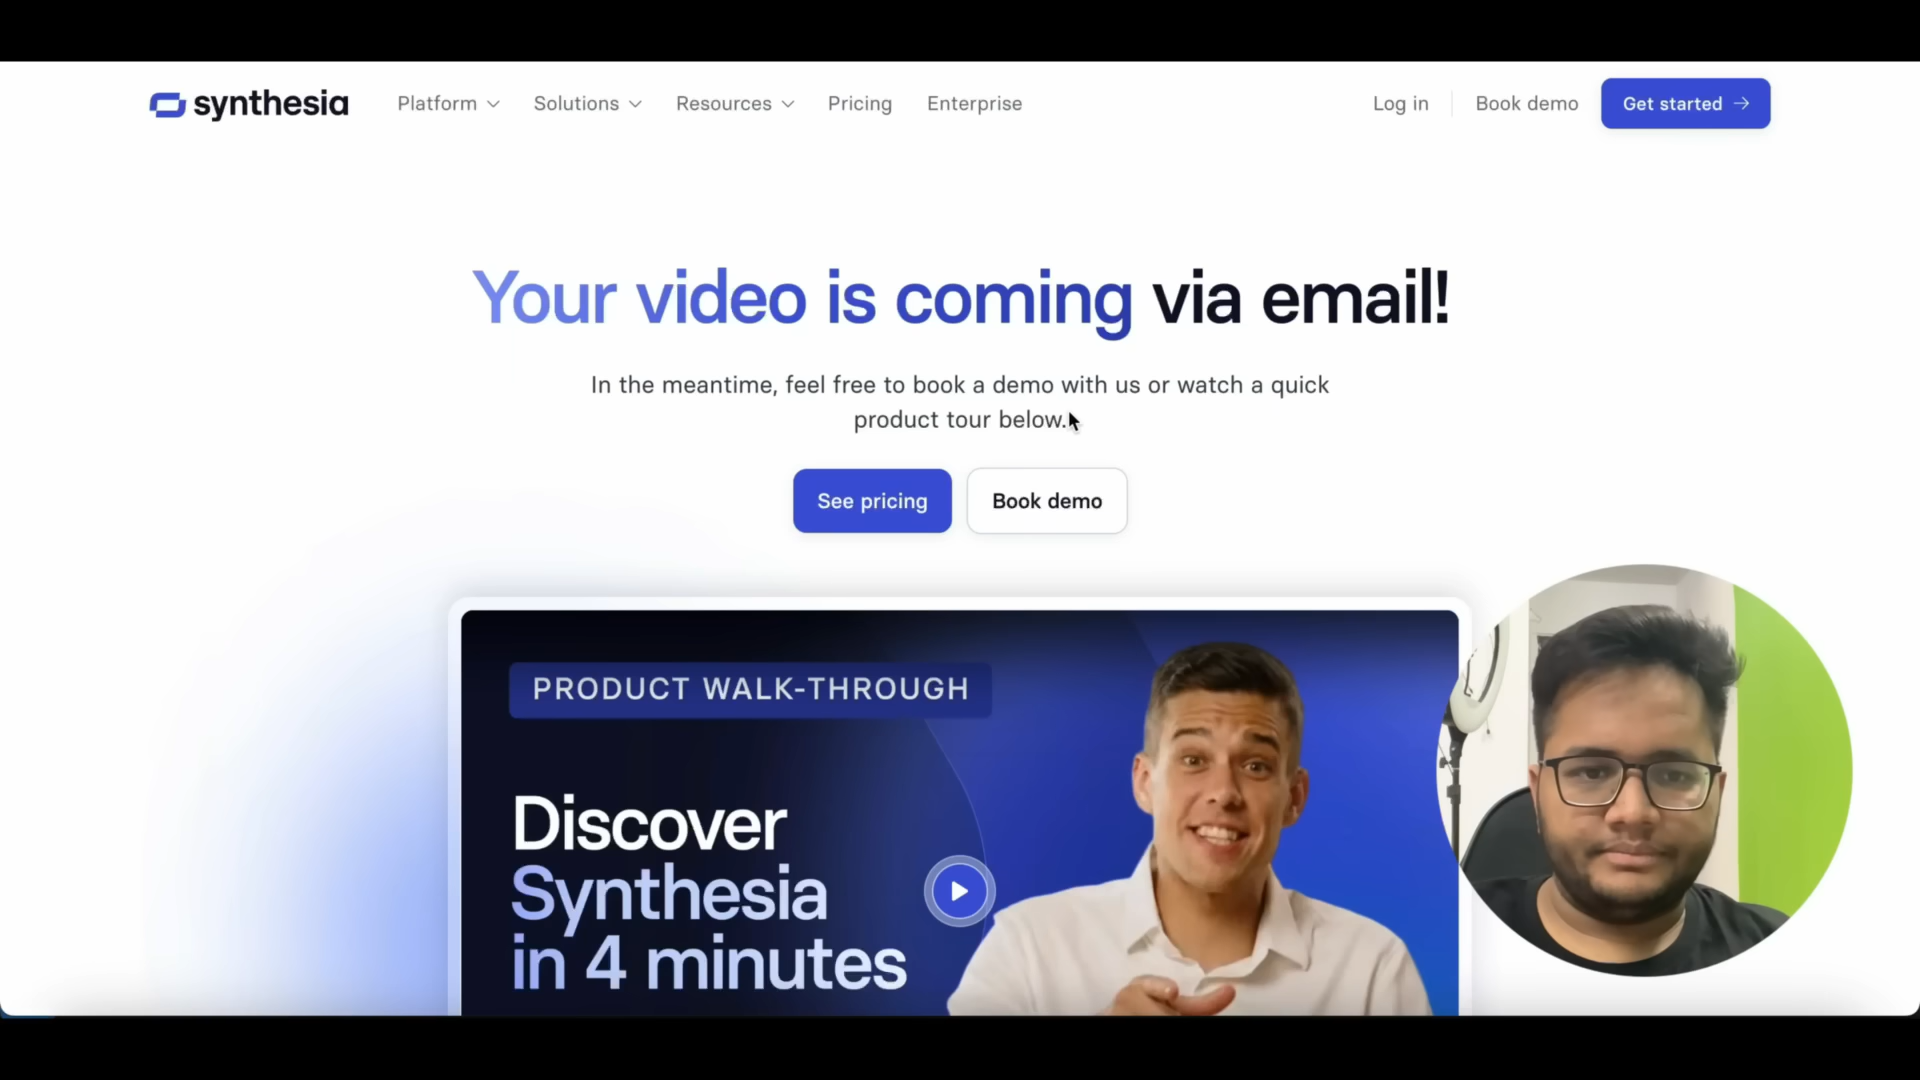 synthesia Platform Solutions Resources Pricing Enterprise Log in Book demo Get started →
Your video is coming via email!
In the meantime, feel free to book a demo with us or watch a quick
product tour below.
See pricing Book demo
PRODUCT WALK-THROUGH
Discover
Synthesia
in 4 minutes